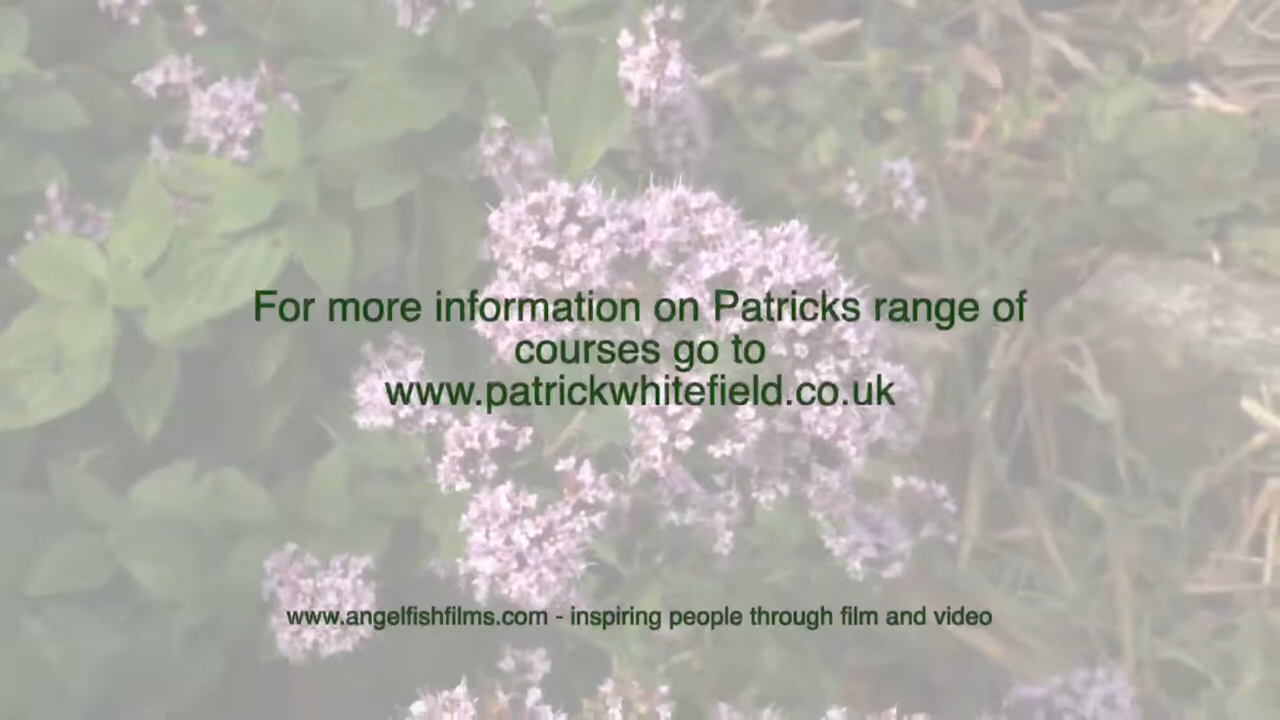 For more information on Patricks range of
courses go to
www.patrickwhitefield.co.uk
www.angelfishfilms.com - inspiring people through film and video